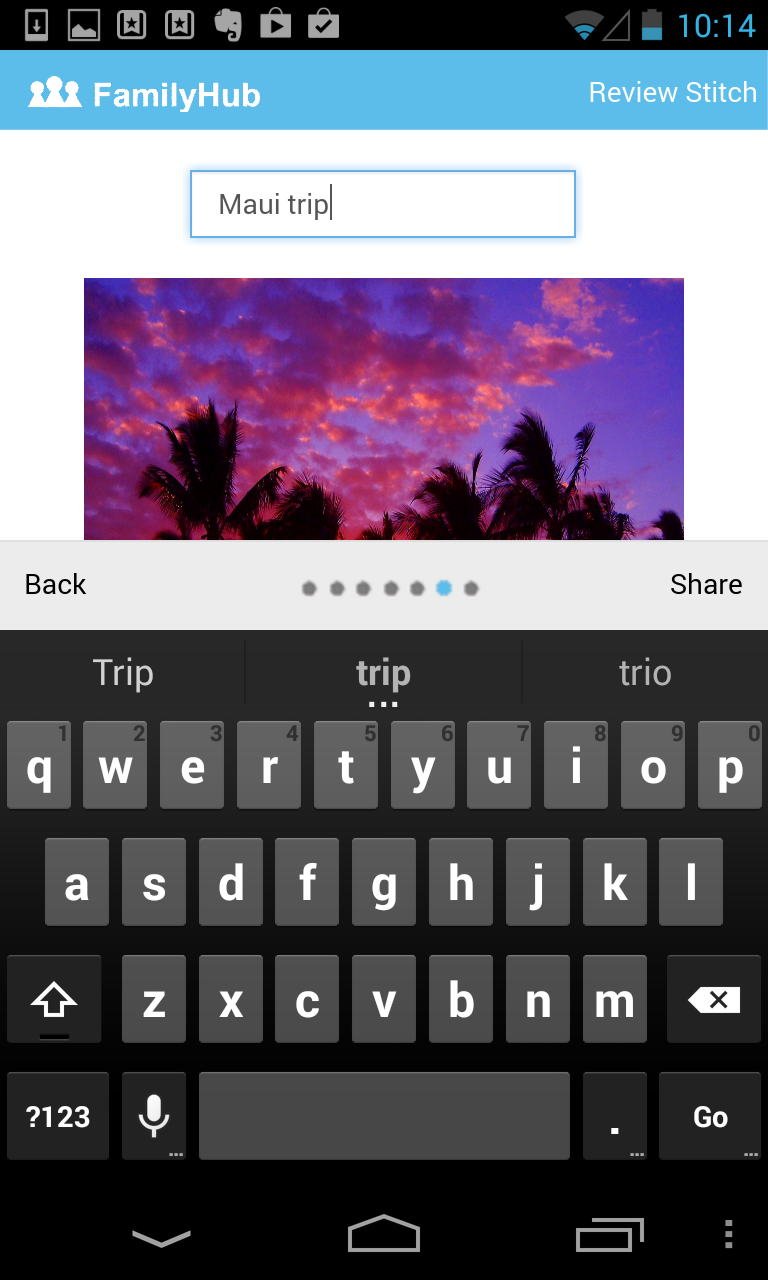 10:14
FamilyHub Review Stitch
Maui trip
Back Share
Trip trip trio
1 2 3 4 5 6 7 8 9 0
q w e r t y u i o p
a s d f g h j k l
z x c v b n m
?123 . Go